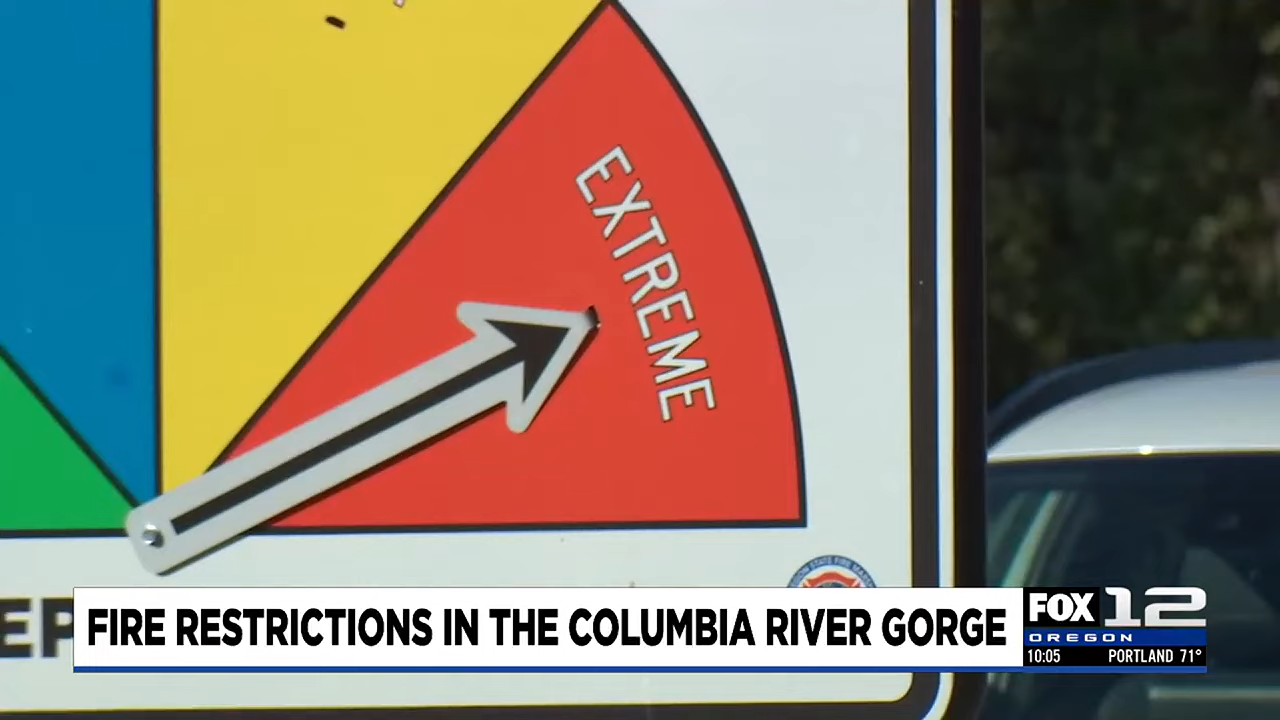 EXTREME
FIRE RESTRICTIONS IN THE COLUMBIA RIVER GORGE
FOX 12
OREGON
10:05 PORTLAND 71°